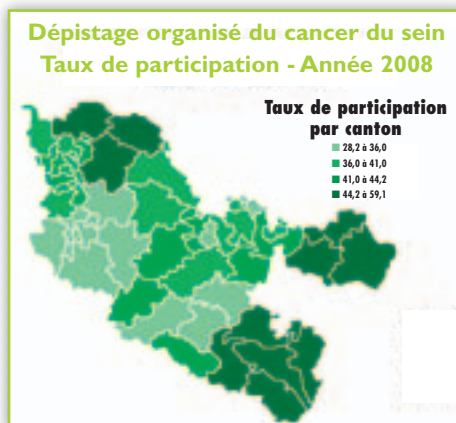 Dépistage organisé du cancer du sein
Taux de participation - Année 2008
Taux de participation
par canton
28,2 à 36,0
36,0 à 41,0
41,0 à 44,2
44,2 à 59,1